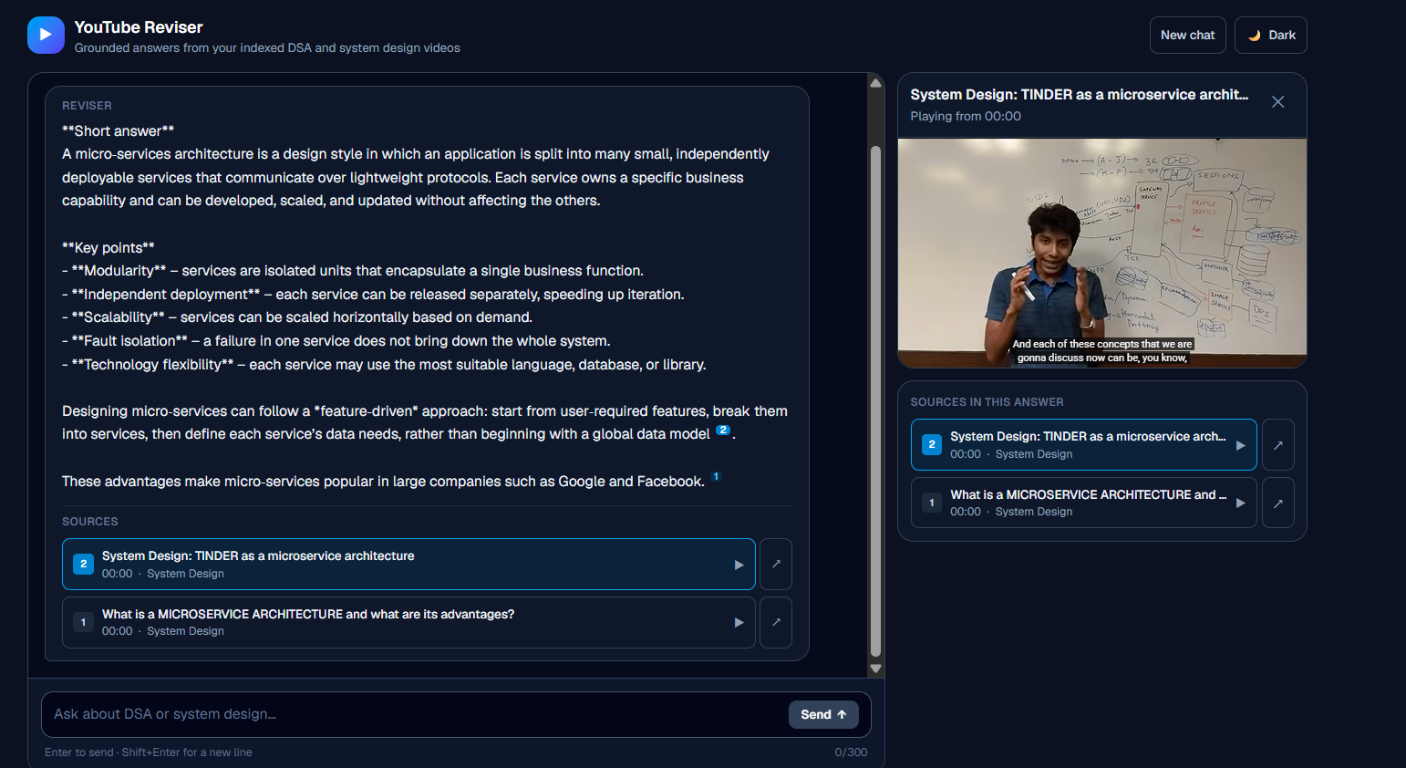 YouTube Reviser
Grounded answers from your indexed DSA and system design videos
New chat
Dark
REVISER
**Short answer**
A micro-services architecture is a design style in which an application is split into many small, independently
deployable services that communicate over lightweight protocols. Each service owns a specific business
capability and can be developed, scaled, and updated without affecting the others.
**Key points**
- **Modularity** – services are isolated units that encapsulate a single business function.
- **Independent deployment** – each service can be released separately, speeding up iteration.
- **Scalability** – services can be scaled horizontally based on demand.
- **Fault isolation** – a failure in one service does not bring down the whole system.
- **Technology flexibility** – each service may use the most suitable language, database, or library.
Designing micro-services can follow a *feature-driven* approach: start from user-required features, break them
into services, then define each service's data needs, rather than beginning with a global data model 2 .
These advantages make micro-services popular in large companies such as Google and Facebook. 1
SOURCES
2 System Design: TINDER as a microservice architecture
00:00 · System Design
1 What is a MICROSERVICE ARCHITECTURE and what are its advantages?
00:00 · System Design
Ask about DSA or system design...
Send ↑
Enter to send · Shift+Enter for a new line
0/300
System Design: TINDER as a microservice archit...
Playing from 00:00
SESSIONS
GATEWAY
SERVICE
PROFILE
SERVICE
TCP
MATCHER
IMAGE
SERVICE
And each of these concepts that we are
gonna discuss now can be, you know,
SOURCES IN THIS ANSWER
2 System Design: TINDER as a microservice arch...
00:00 · System Design
1 What is a MICROSERVICE ARCHITECTURE and ...
00:00 · System Design